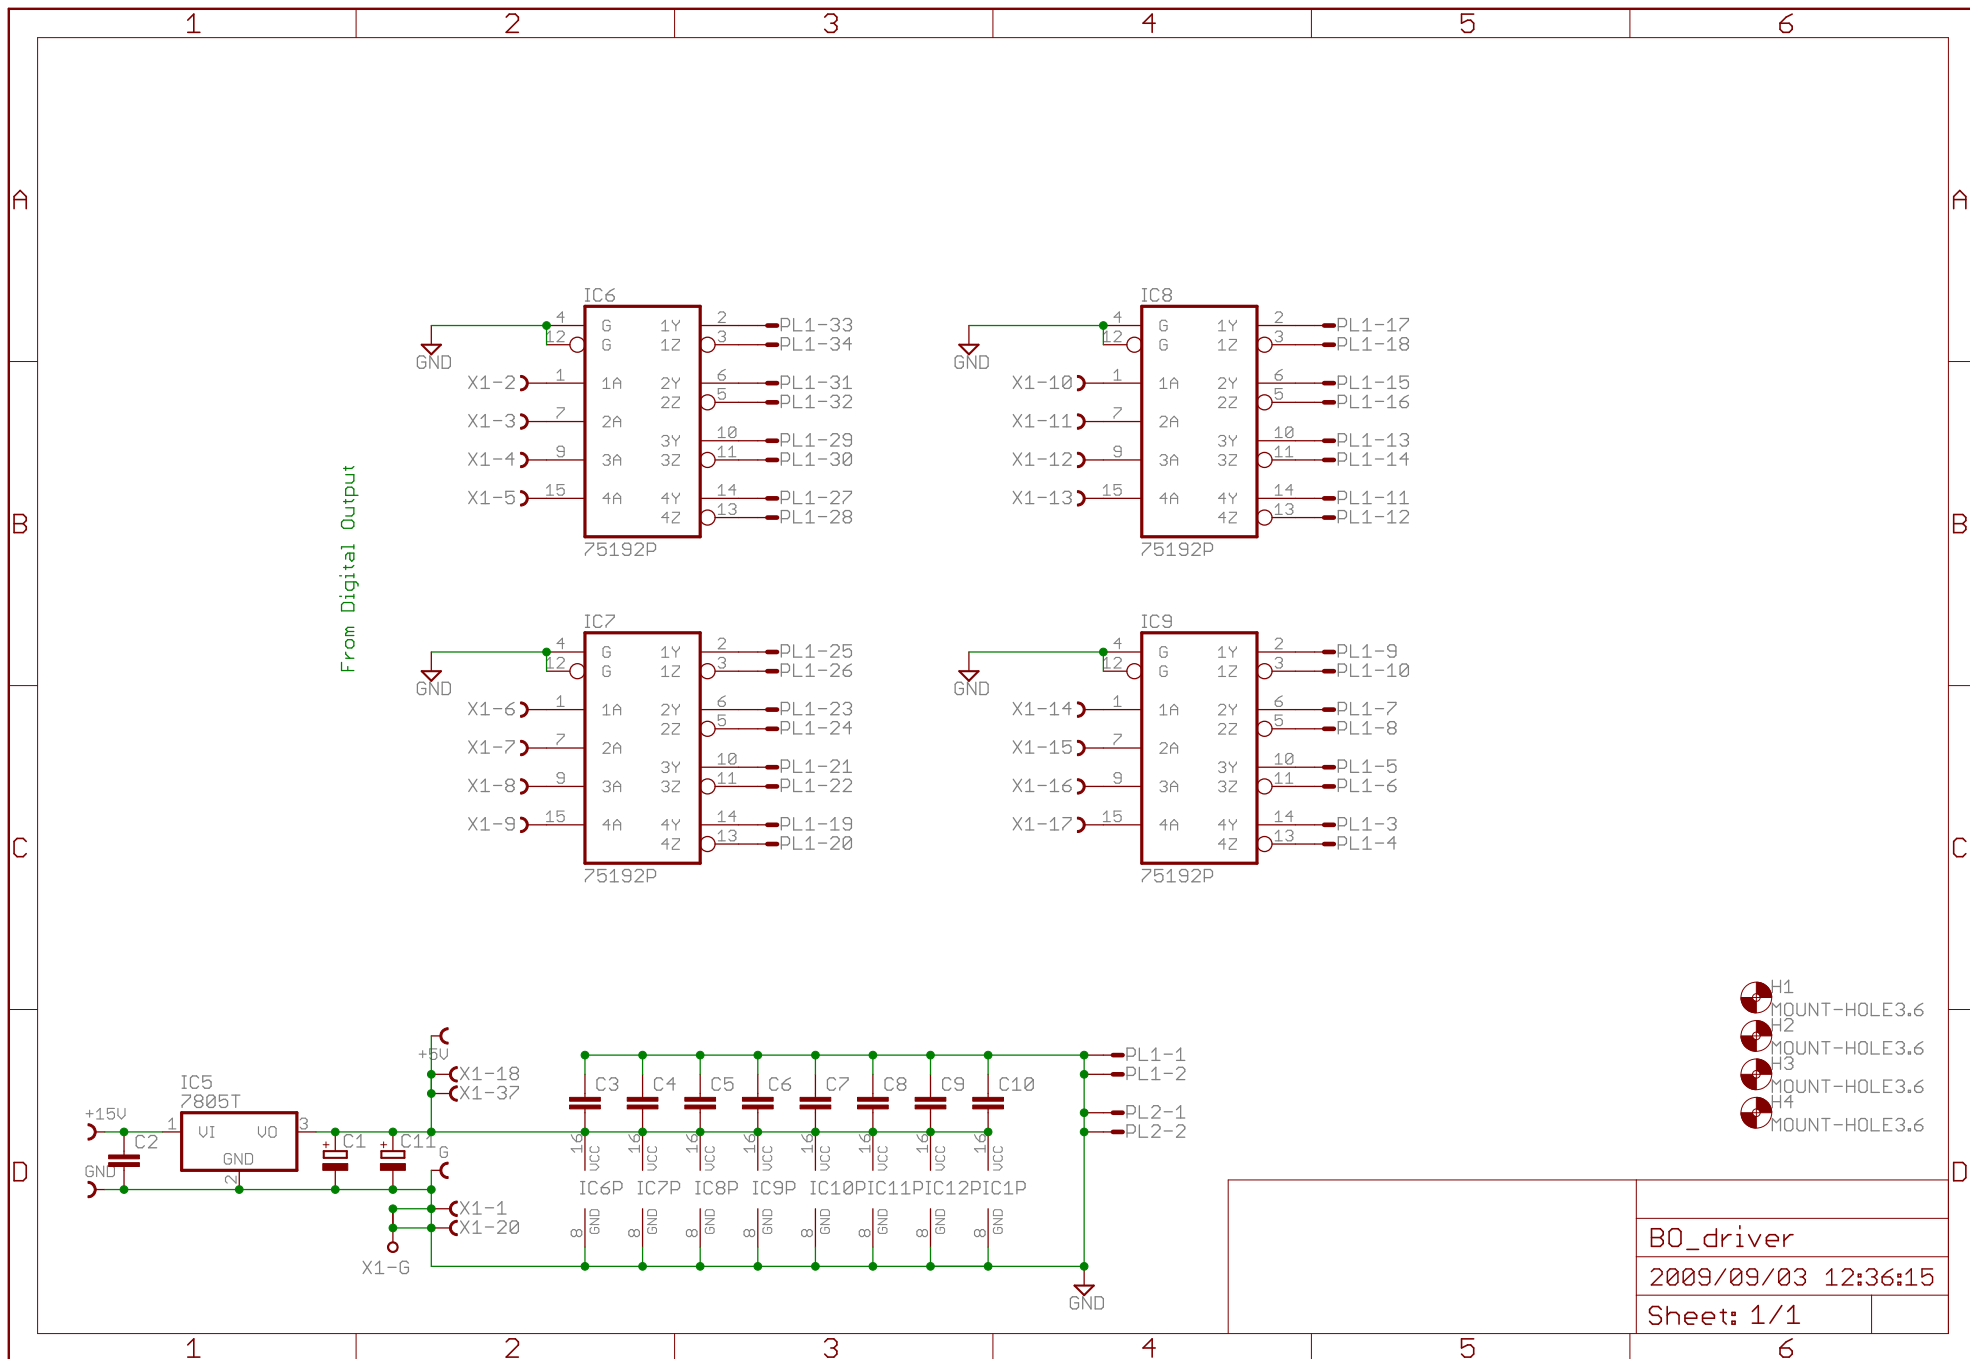 1 2 3 4 5 6
A A
B B
C C
D D
From Digital Output
IC6
4 G 1Y 2 PL1-33
12 G 1Z 3 PL1-34
GND
X1-2 1 1A 2Y 6 PL1-31
2Z 5 PL1-32
X1-3 7 2A
3Y 10 PL1-29
X1-4 9 3A 3Z 11 PL1-30
X1-5 15 4A 4Y 14 PL1-27
4Z 13 PL1-28
75192P
IC8
4 G 1Y 2 PL1-17
12 G 1Z 3 PL1-18
GND
X1-10 1 1A 2Y 6 PL1-15
2Z 5 PL1-16
X1-11 7 2A
3Y 10 PL1-13
X1-12 9 3A 3Z 11 PL1-14
X1-13 15 4A 4Y 14 PL1-11
4Z 13 PL1-12
75192P
IC7
4 G 1Y 2 PL1-25
12 G 1Z 3 PL1-26
GND
X1-6 1 1A 2Y 6 PL1-23
2Z 5 PL1-24
X1-7 7 2A
3Y 10 PL1-21
X1-8 9 3A 3Z 11 PL1-22
X1-9 15 4A 4Y 14 PL1-19
4Z 13 PL1-20
75192P
IC9
4 G 1Y 2 PL1-9
12 G 1Z 3 PL1-10
GND
X1-14 1 1A 2Y 6 PL1-7
2Z 5 PL1-8
X1-15 7 2A
3Y 10 PL1-5
X1-16 9 3A 3Z 11 PL1-6
X1-17 15 4A 4Y 14 PL1-3
4Z 13 PL1-4
75192P
H1
MOUNT-HOLE3.6
H2
MOUNT-HOLE3.6
H3
MOUNT-HOLE3.6
H4
MOUNT-HOLE3.6
+5V
X1-18
X1-37
IC5
7805T
+15V
1 VI VO 3
GND
2
C2
GND
+ C1
+ C11
G
X1-1
X1-20
X1-G
C3 C4 C5 C6 C7 C8 C9 C10
16 16 16 16 16 16 16 16
VCC VCC VCC VCC VCC VCC VCC VCC
IC6P IC7P IC8P IC9P IC10P IC11P IC12P IC1P
8 8 8 8 8 8 8 8
GND GND GND GND GND GND GND GND
PL1-1
PL1-2
PL2-1
PL2-2
GND
BO_driver
2009/09/03 12:36:15
Sheet: 1/1
1 2 3 4 5 6